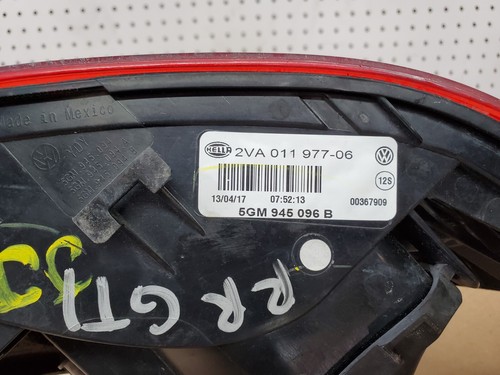 Made in Mexico
HELLA 2VA 011 977-06
12S
13/04/17 07:52:13 00367909
5GM 945 096 B
RR GTI